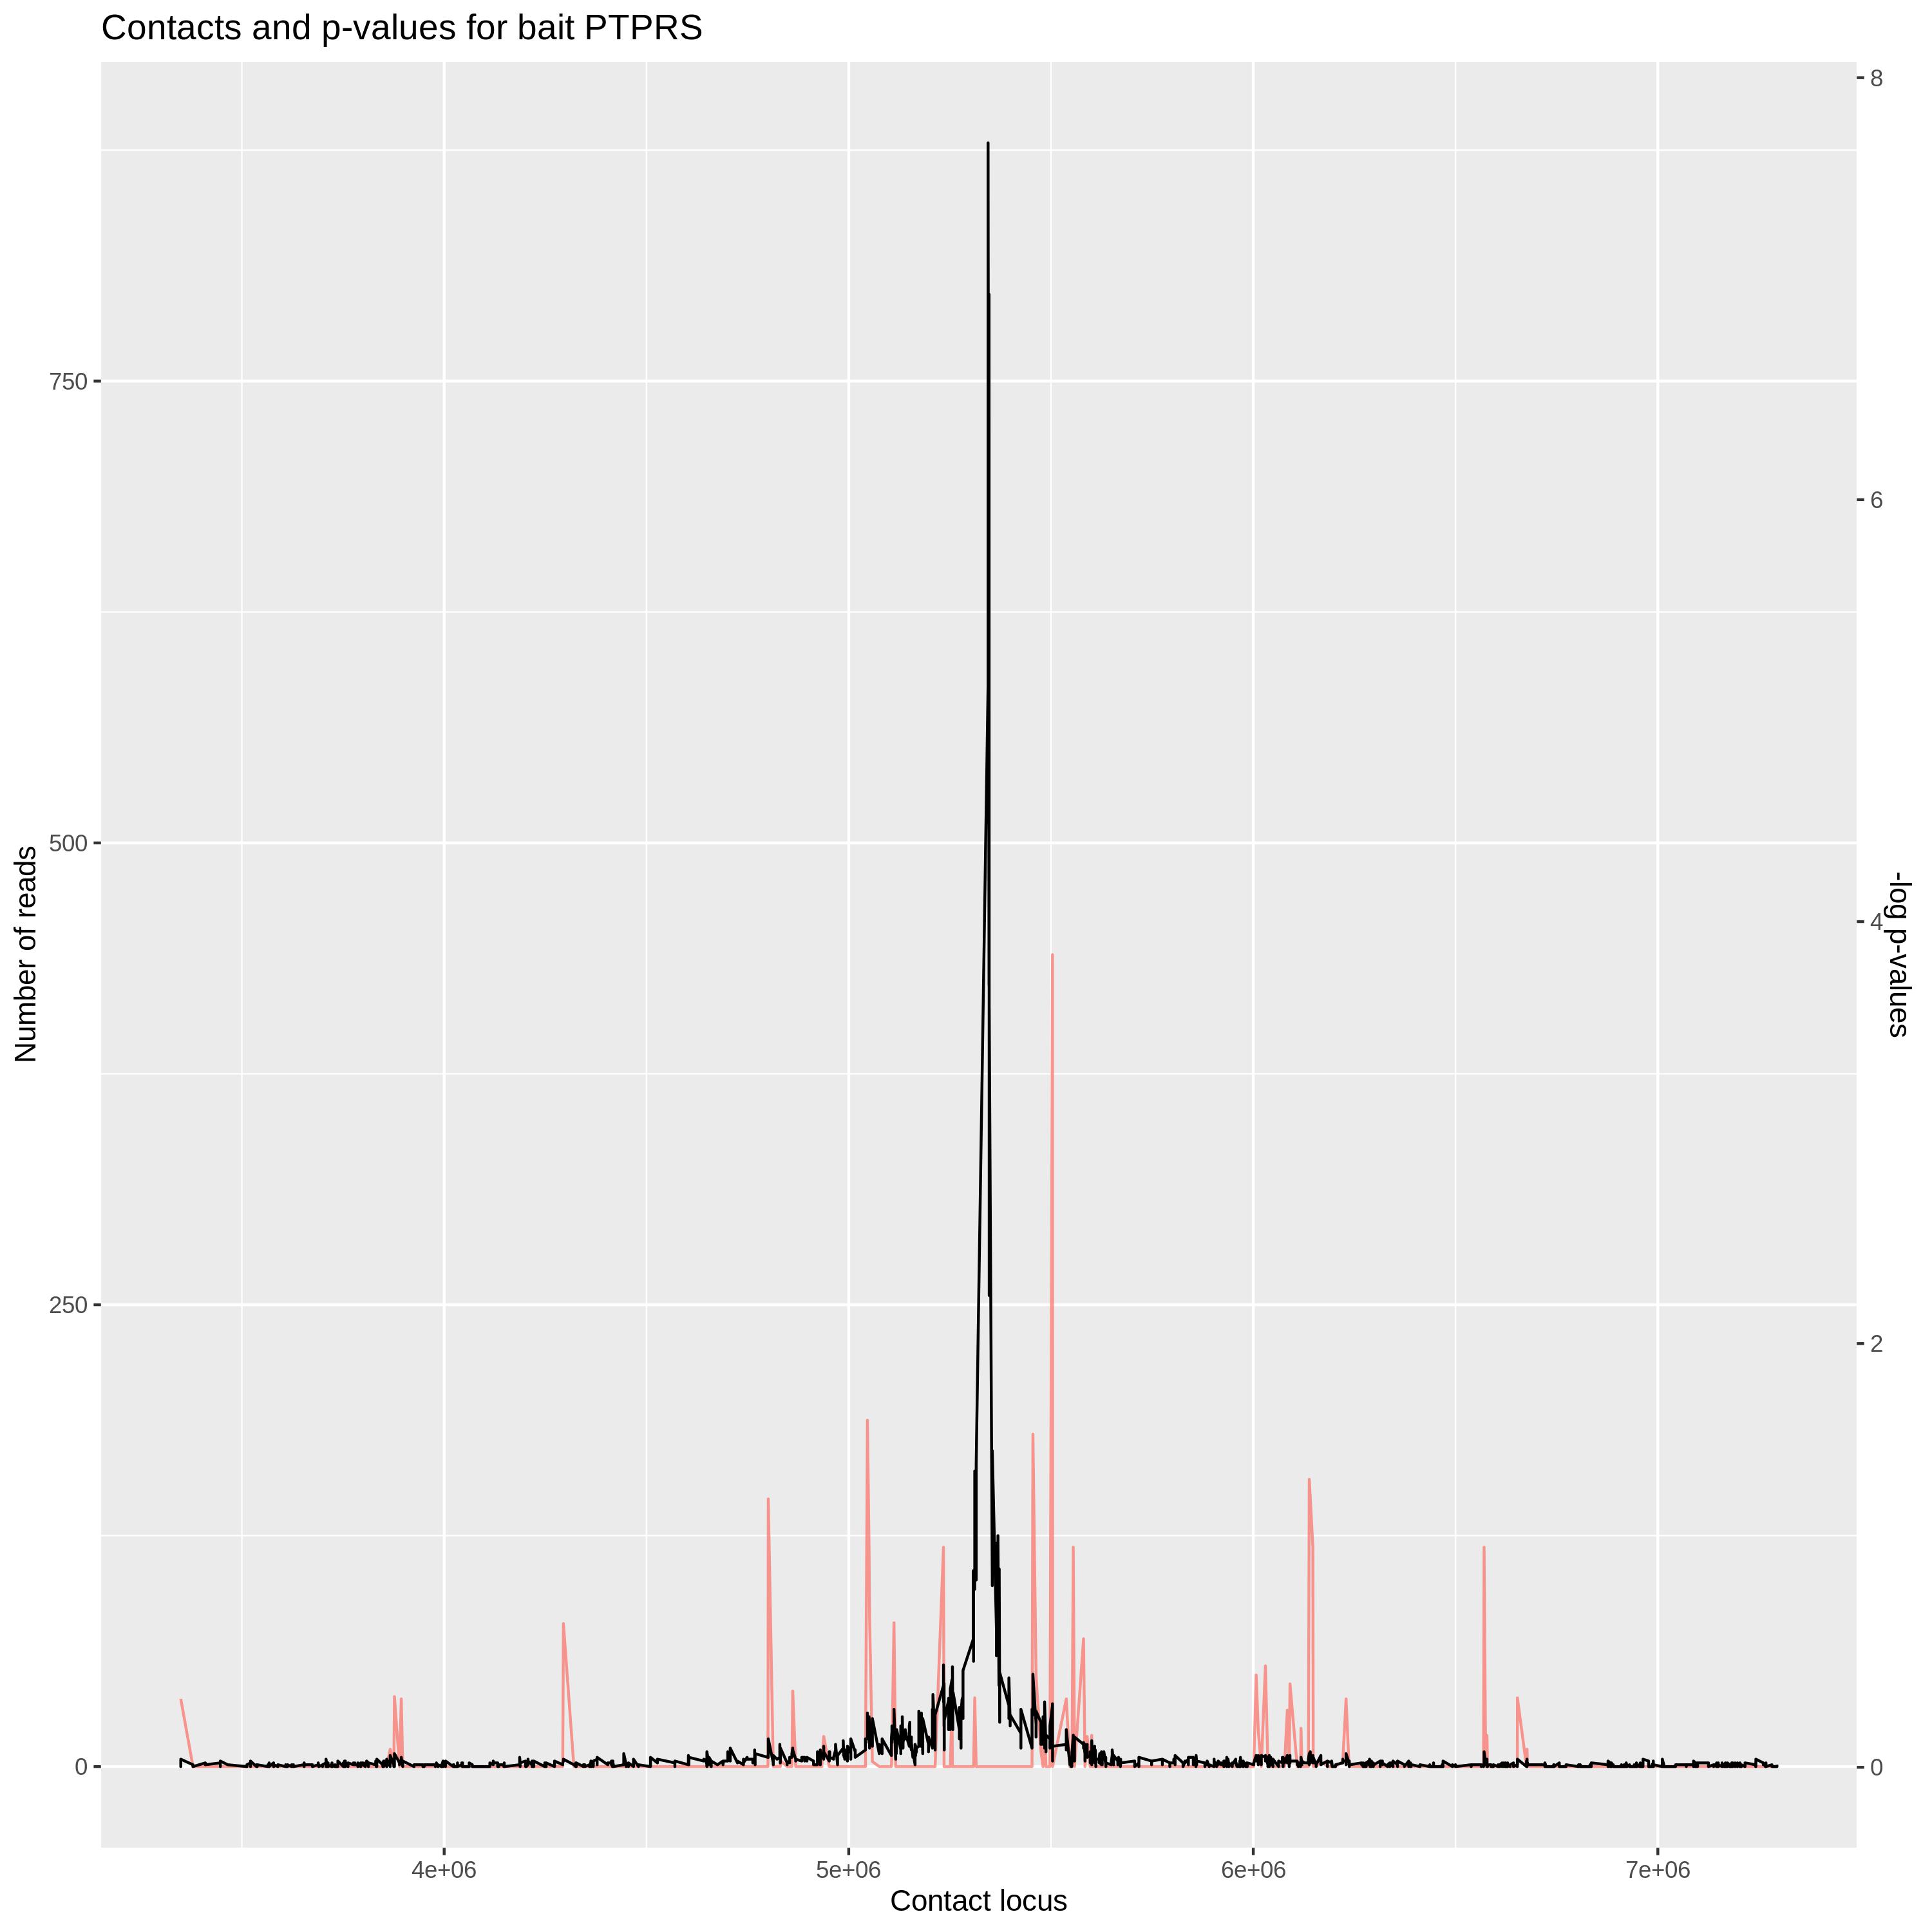 Contacts and p-values for bait PTPRS
8
6
4
2
0
750
500
250
0
Number of reads
-log p-values
4e+06 5e+06 6e+06 7e+06
Contact locus